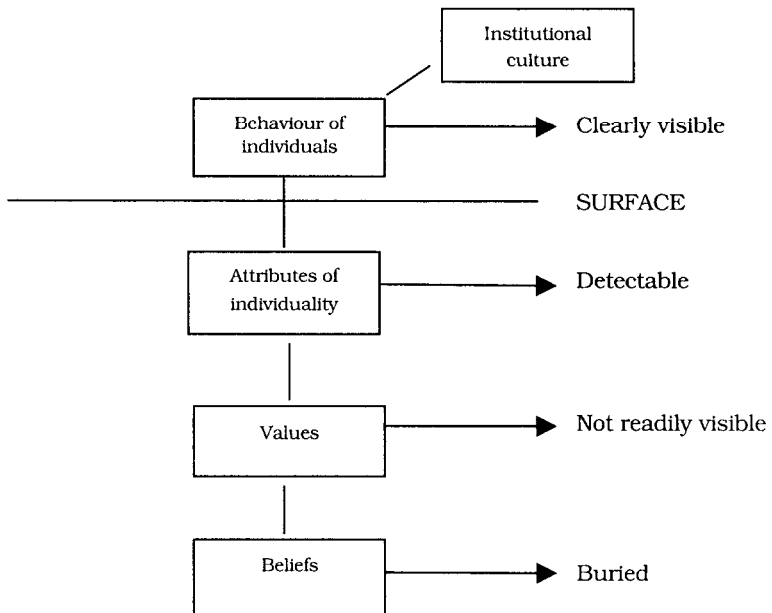 Institutional
culture
Behaviour of
individuals
Clearly visible
SURFACE
Attributes of
individuality
Detectable
Values
Not readily visible
Beliefs
Buried